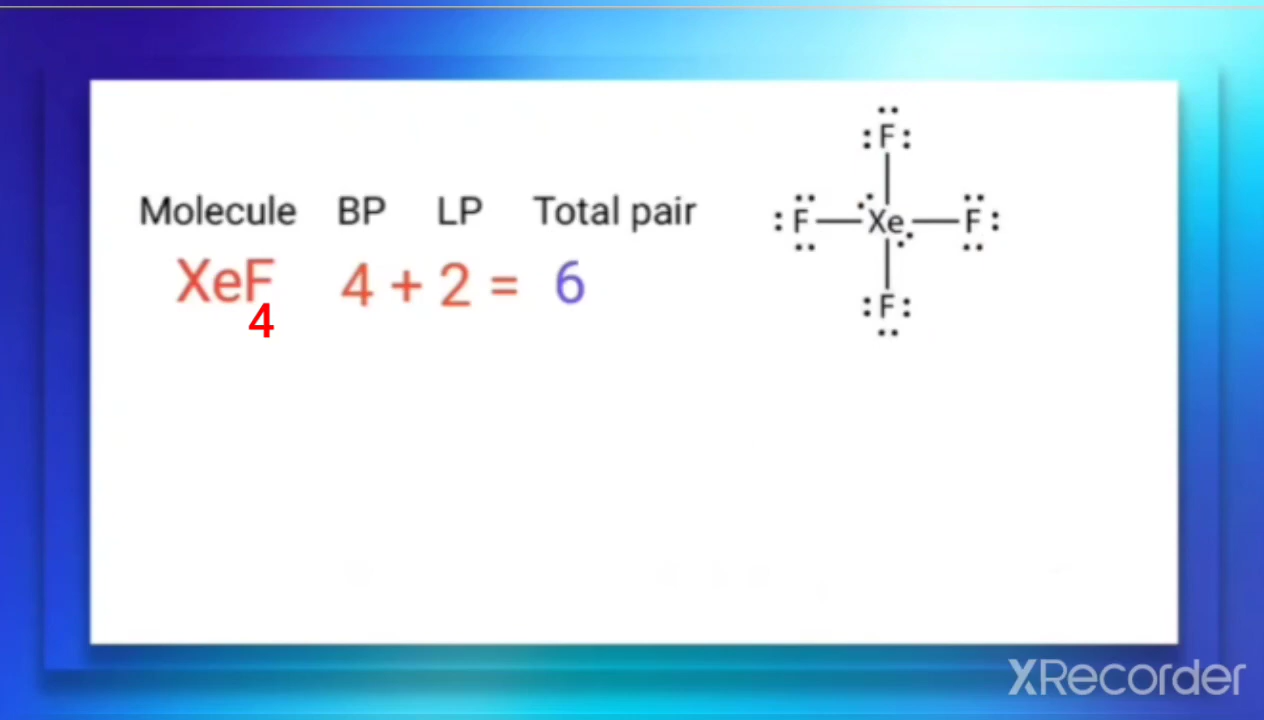 Molecule BP LP Total pair
XeF4 4 + 2 = 6
:F:
:F—Xe—F:
:F:
XRecorder